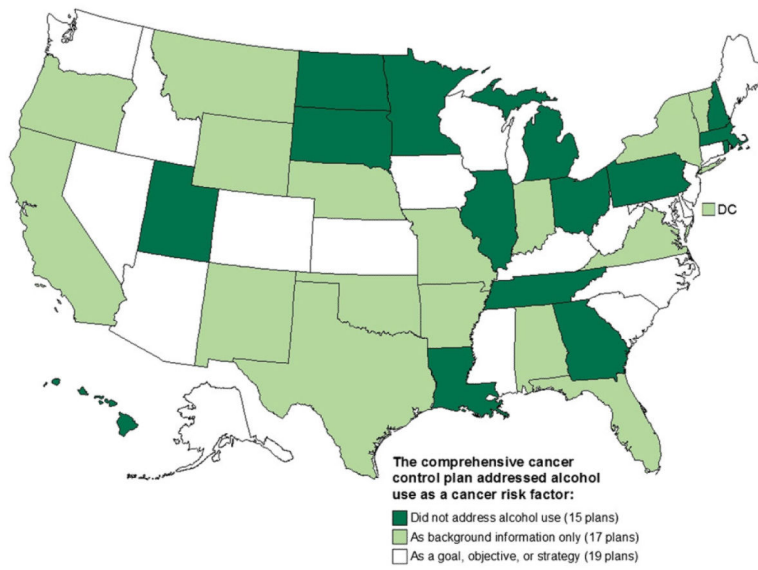 DC
The comprehensive cancer
control plan addressed alcohol
use as a cancer risk factor:
Did not address alcohol use (15 plans)
As background information only (17 plans)
As a goal, objective, or strategy (19 plans)